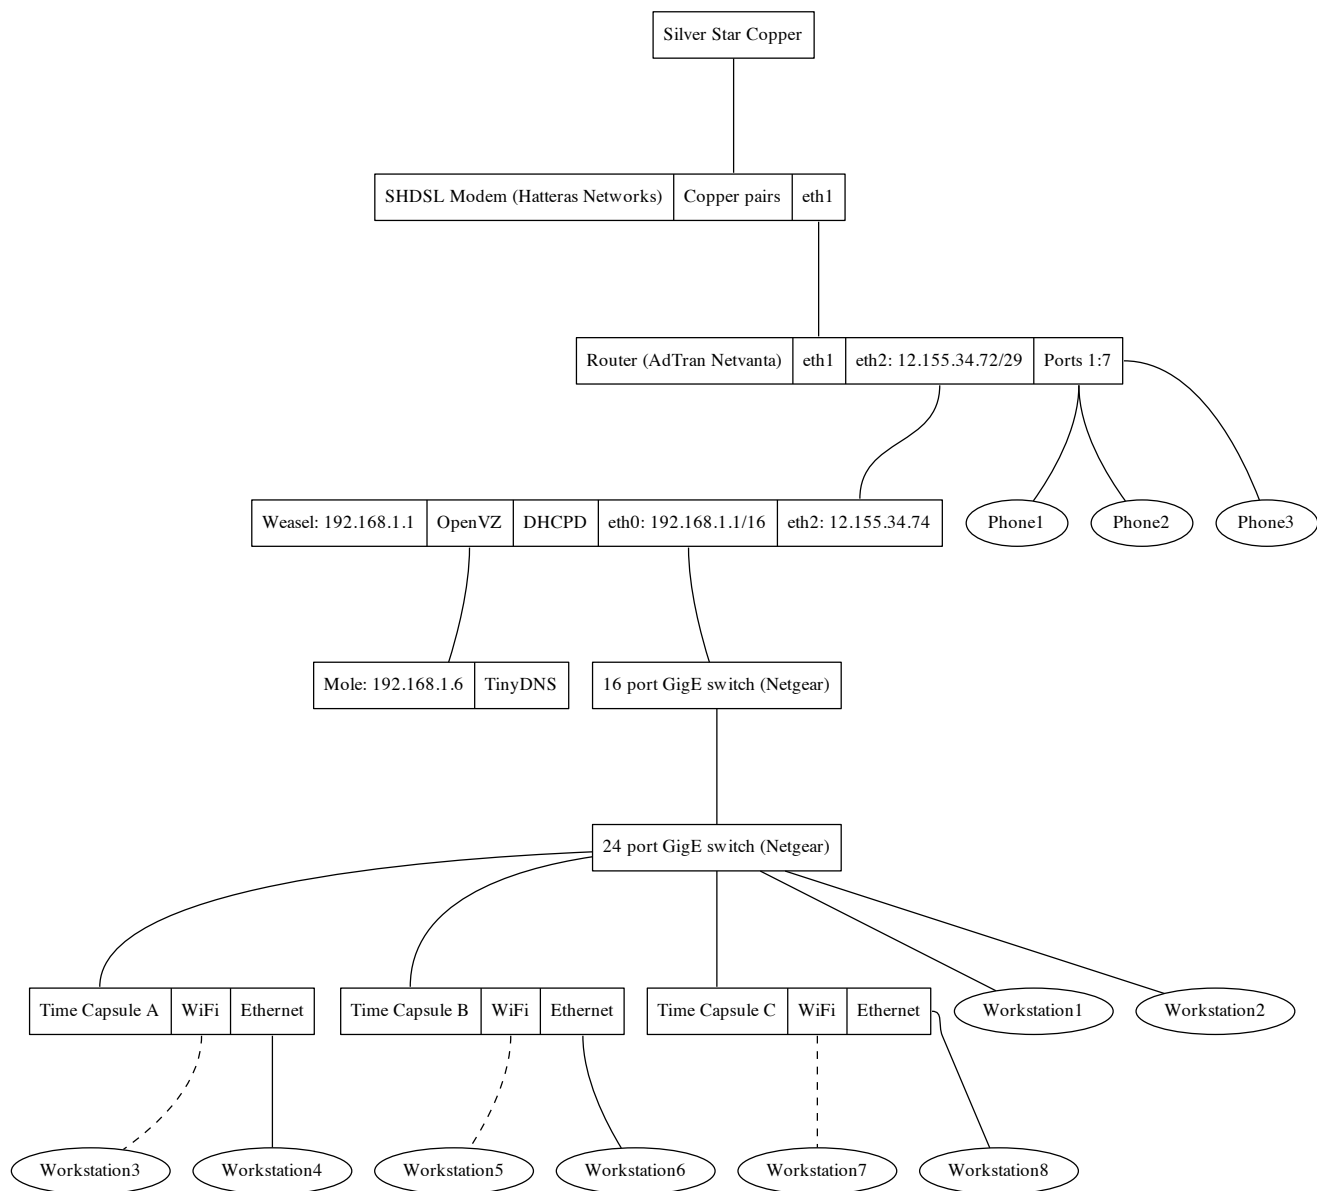 Silver Star Copper
SHDSL Modem (Hatteras Networks) Copper pairs eth1
Router (AdTran Netvanta) eth1 eth2: 12.155.34.72/29 Ports 1:7
Weasel: 192.168.1.1 OpenVZ DHCPD eth0: 192.168.1.1/16 eth2: 12.155.34.74 Phone1 Phone2 Phone3
Mole: 192.168.1.6 TinyDNS 16 port GigE switch (Netgear)
24 port GigE switch (Netgear)
Time Capsule A WiFi Ethernet Time Capsule B WiFi Ethernet Time Capsule C WiFi Ethernet Workstation1 Workstation2
Workstation3 Workstation4 Workstation5 Workstation6 Workstation7 Workstation8